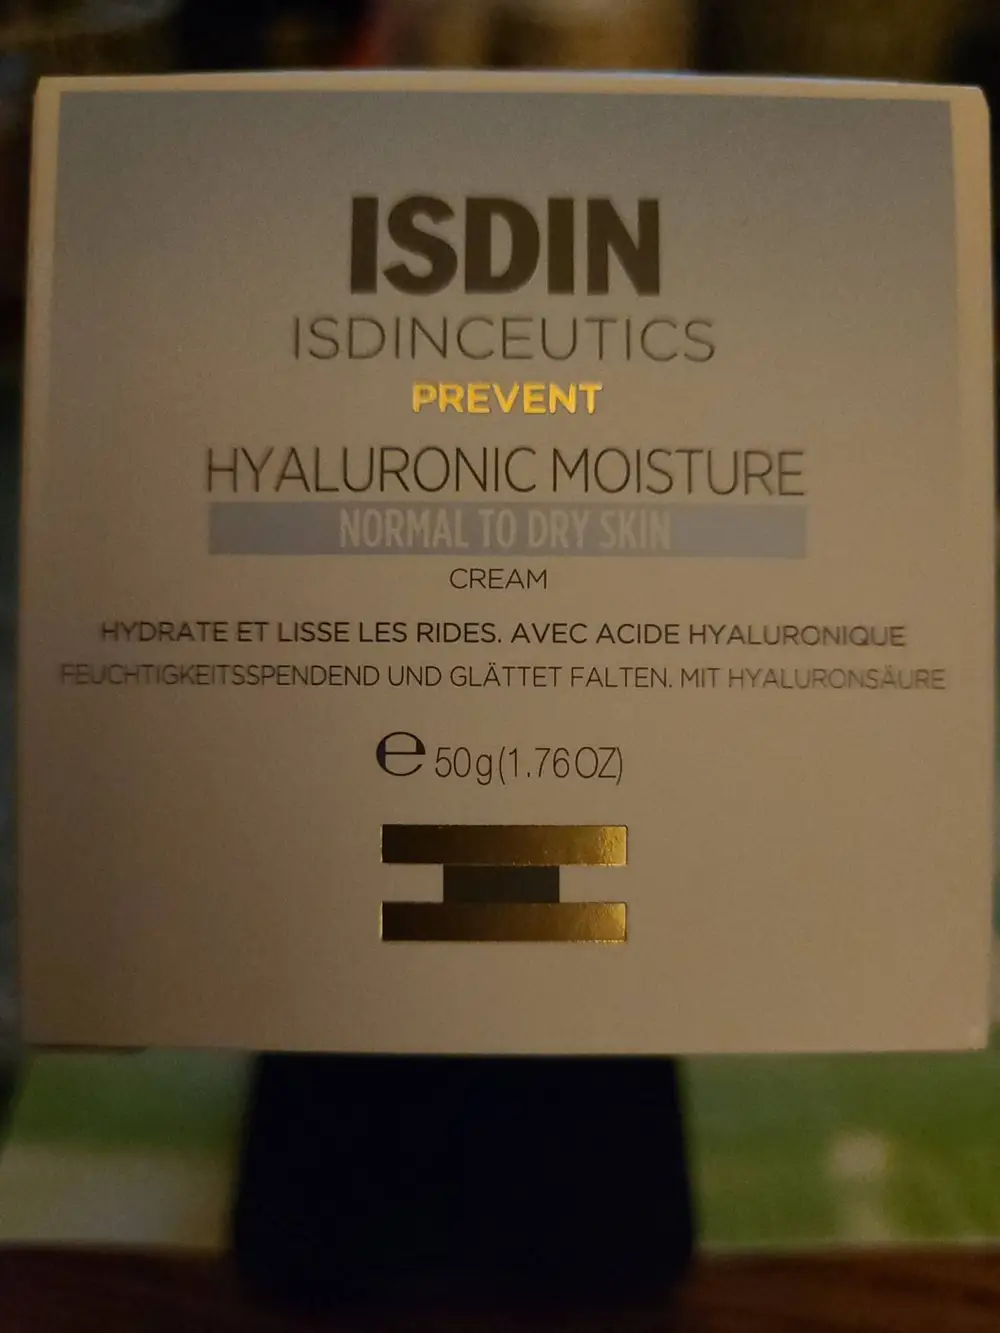 ISDIN
ISDINCEUTICS
PREVENT
HYALURONIC MOISTURE
NORMAL TO DRY SKIN
CREAM
HYDRATE ET LISSE LES RIDES. AVEC ACIDE HYALURONIQUE
FEUCHTIGKEITSSPENDEND UND GLÄTTET FALTEN. MIT HYALURONSÄURE
℮ 50g(1.76OZ)